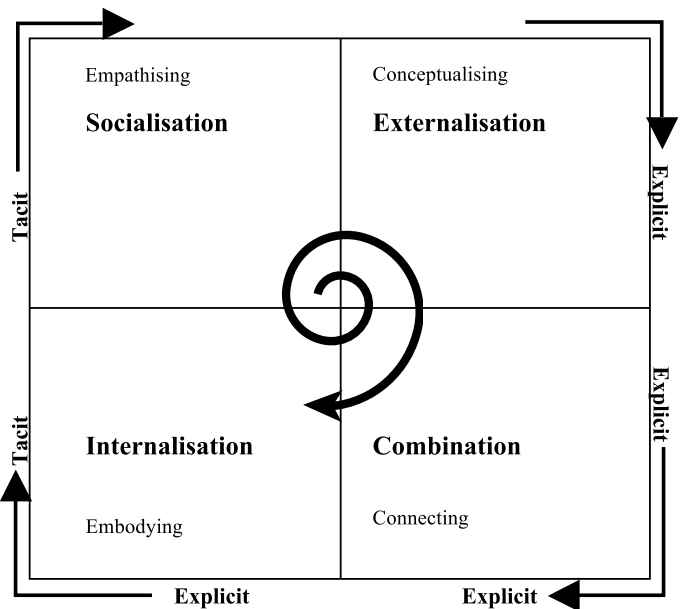 Empathising
Conceptualising
Socialisation
Externalisation
Tacit
Explicit
Tacit
Explicit
Internalisation
Combination
Embodying
Connecting
Explicit
Explicit